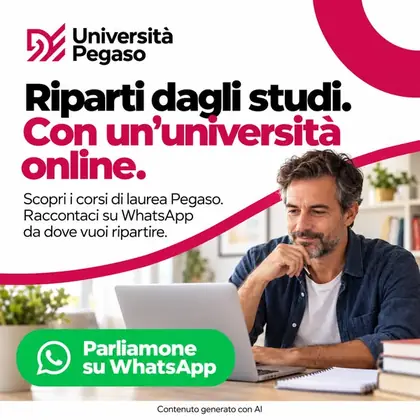 Università
Pegaso
Riparti dagli studi.
Con un'università
online.
Scopri i corsi di laurea Pegaso.
Raccontaci su WhatsApp
da dove vuoi ripartire.
Parliamone
su WhatsApp
Contenuto generato con AI